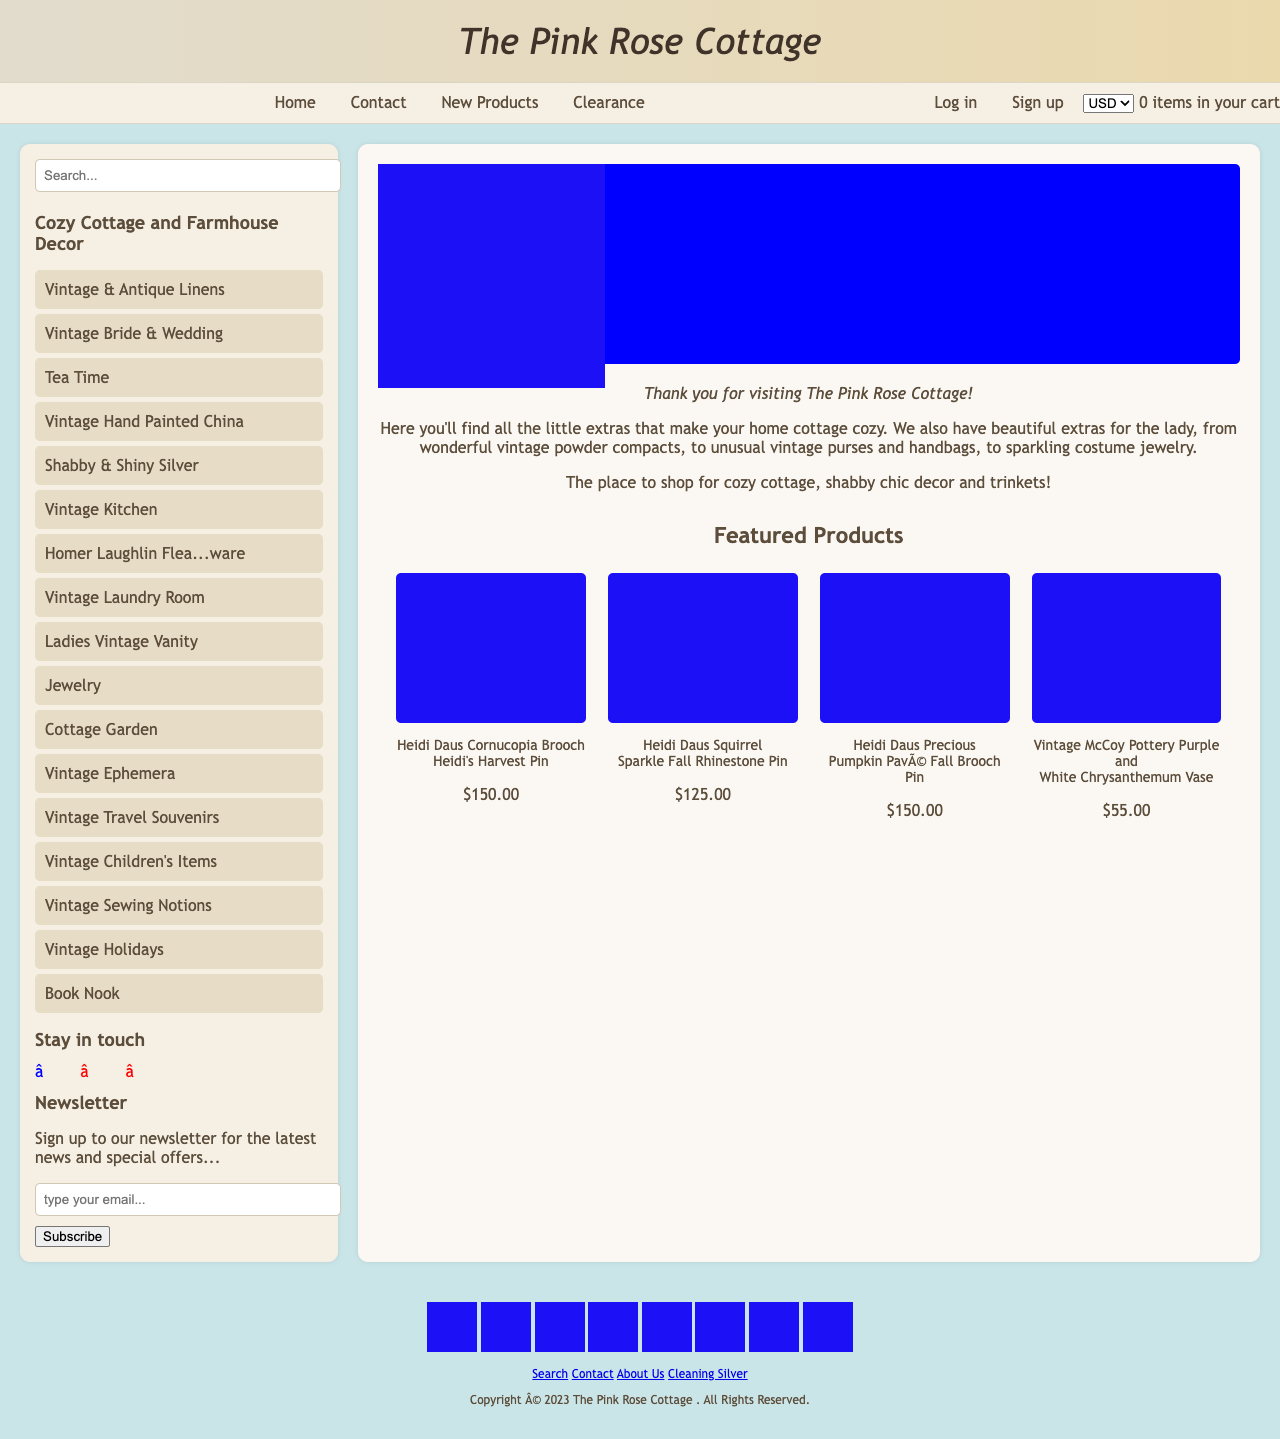 The Pink Rose Cottage
Home Contact New Products Clearance Log in Sign up USD 0 items in your cart
Search...
Cozy Cottage and Farmhouse
Decor
Vintage & Antique Linens
Vintage Bride & Wedding
Tea Time
Vintage Hand Painted China
Shabby & Shiny Silver
Vintage Kitchen
Homer Laughlin Flea...ware
Vintage Laundry Room
Ladies Vintage Vanity
Jewelry
Cottage Garden
Vintage Ephemera
Vintage Travel Souvenirs
Vintage Children's Items
Vintage Sewing Notions
Vintage Holidays
Book Nook
Stay in touch
â â â
Newsletter
Sign up to our newsletter for the latest
news and special offers...
type your email...
Subscribe
Thank you for visiting The Pink Rose Cottage!
Here you'll find all the little extras that make your home cottage cozy. We also have beautiful extras for the lady, from
wonderful vintage powder compacts, to unusual vintage purses and handbags, to sparkling costume jewelry.
The place to shop for cozy cottage, shabby chic decor and trinkets!
Featured Products
Heidi Daus Cornucopia Brooch
Heidi's Harvest Pin
$150.00
Heidi Daus Squirrel
Sparkle Fall Rhinestone Pin
$125.00
Heidi Daus Precious
Pumpkin PavÃ© Fall Brooch
Pin
$150.00
Vintage McCoy Pottery Purple
and
White Chrysanthemum Vase
$55.00
Search Contact About Us Cleaning Silver
Copyright Â© 2023 The Pink Rose Cottage . All Rights Reserved.